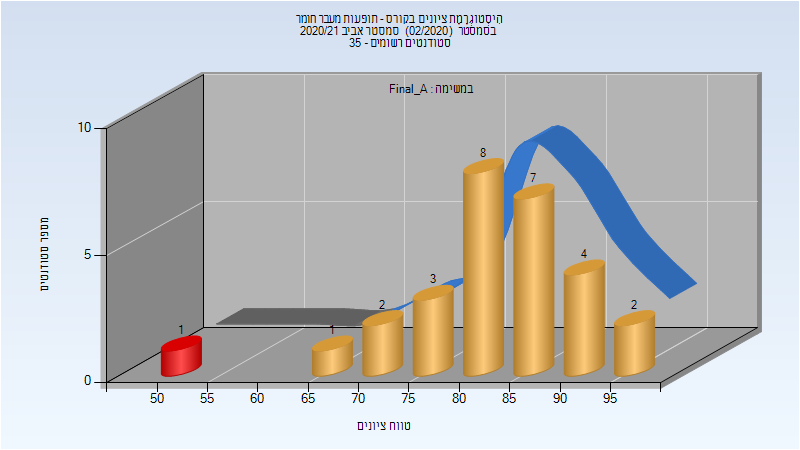 היסטוגרמת ציונים בקורס - תופעות מעבר חומר
בסמסטר (02/2020) סמסטר אביב 2020/21
סטודנטים רשומים - 35
במשימה : Final_A
מספר סטודנטים
10
5
0
1
1
2
3
8
7
4
2
50 55 60 65 70 75 80 85 90 95
טווח ציונים